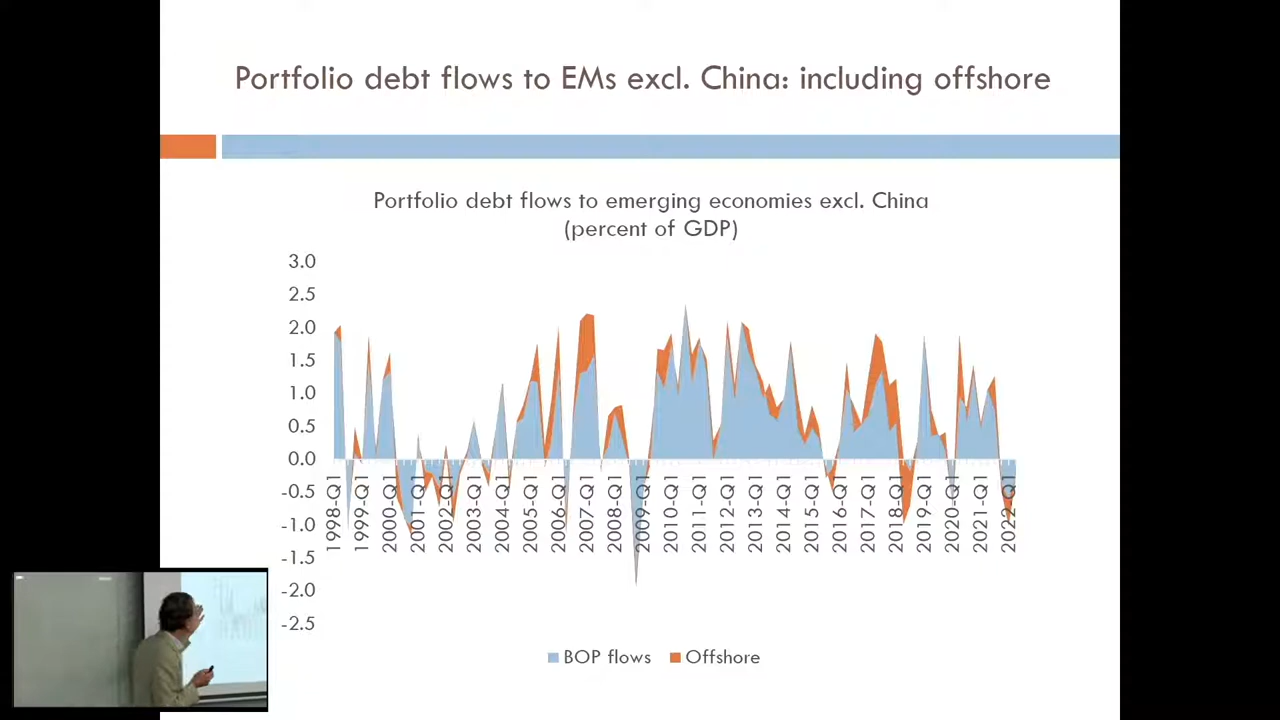 Portfolio debt flows to EMs excl. China: including offshore
Portfolio debt flows to emerging economies excl. China
(percent of GDP)
3.0
2.5
2.0
1.5
1.0
0.5
0.0
-0.5
-1.0
-1.5
-2.0
-2.5
1998-Q1
1999-Q1
2000-Q1
2001-Q1
2002-Q1
2003-Q1
2004-Q1
2005-Q1
2006-Q1
2007-Q1
2008-Q1
2009-Q1
2010-Q1
2011-Q1
2012-Q1
2013-Q1
2014-Q1
2015-Q1
2016-Q1
2017-Q1
2018-Q1
2019-Q1
2020-Q1
2021-Q1
2022-Q1
BOP flows
Offshore